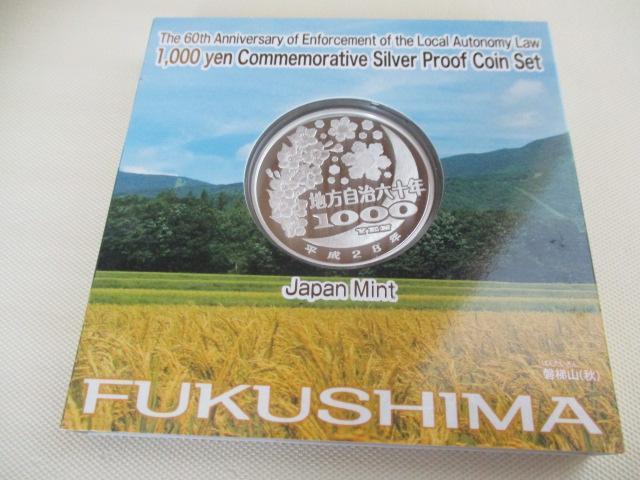 The 60th Anniversary of Enforcement of the Local Autonomy Law
1,000 yen Commemorative Silver Proof Coin Set
地方自治六十年
1000
平成28年
Japan Mint
磐梯山(秋)
FUKUSHIMA